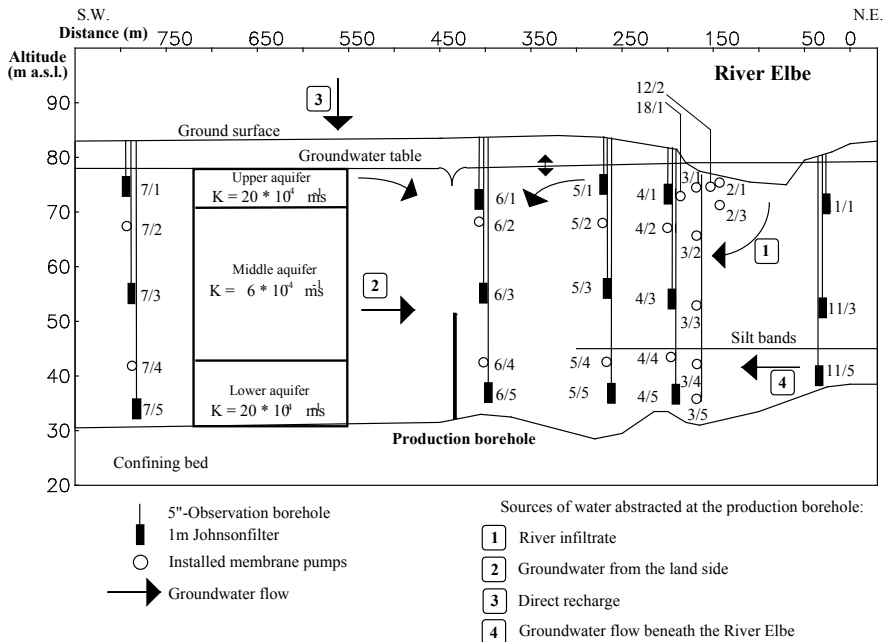 S.W.
N.E.
Distance (m) 750 650 550 450 350 250 150 50 0
Altitude
(m a.s.l.)
River Elbe
12/2
18/1
90
3
Ground surface
80
Groundwater table
Upper aquifer
K = 20 * 10⁴ ms⁻¹
3/1
7/1
6/1
5/1
4/1
2/1
1/1
70
7/2
6/2
5/2
4/2
2/3
3/2
1
60
Middle aquifer
K = 6 * 10⁴ ms⁻¹
2
7/3
6/3
5/3
4/3
3/3
11/3
50
Silt bands
40
7/4
6/4
5/4
4/4
3/4
4
11/5
Lower aquifer
K = 20 * 10⁴ ms⁻¹
7/5
6/5
5/5
4/5
3/5
30
Production borehole
Confining bed
20
5"-Observation borehole
1m Johnsonfilter
Installed membrane pumps
Groundwater flow
Sources of water abstracted at the production borehole:
1 River infiltrate
2 Groundwater from the land side
3 Direct recharge
4 Groundwater flow beneath the River Elbe